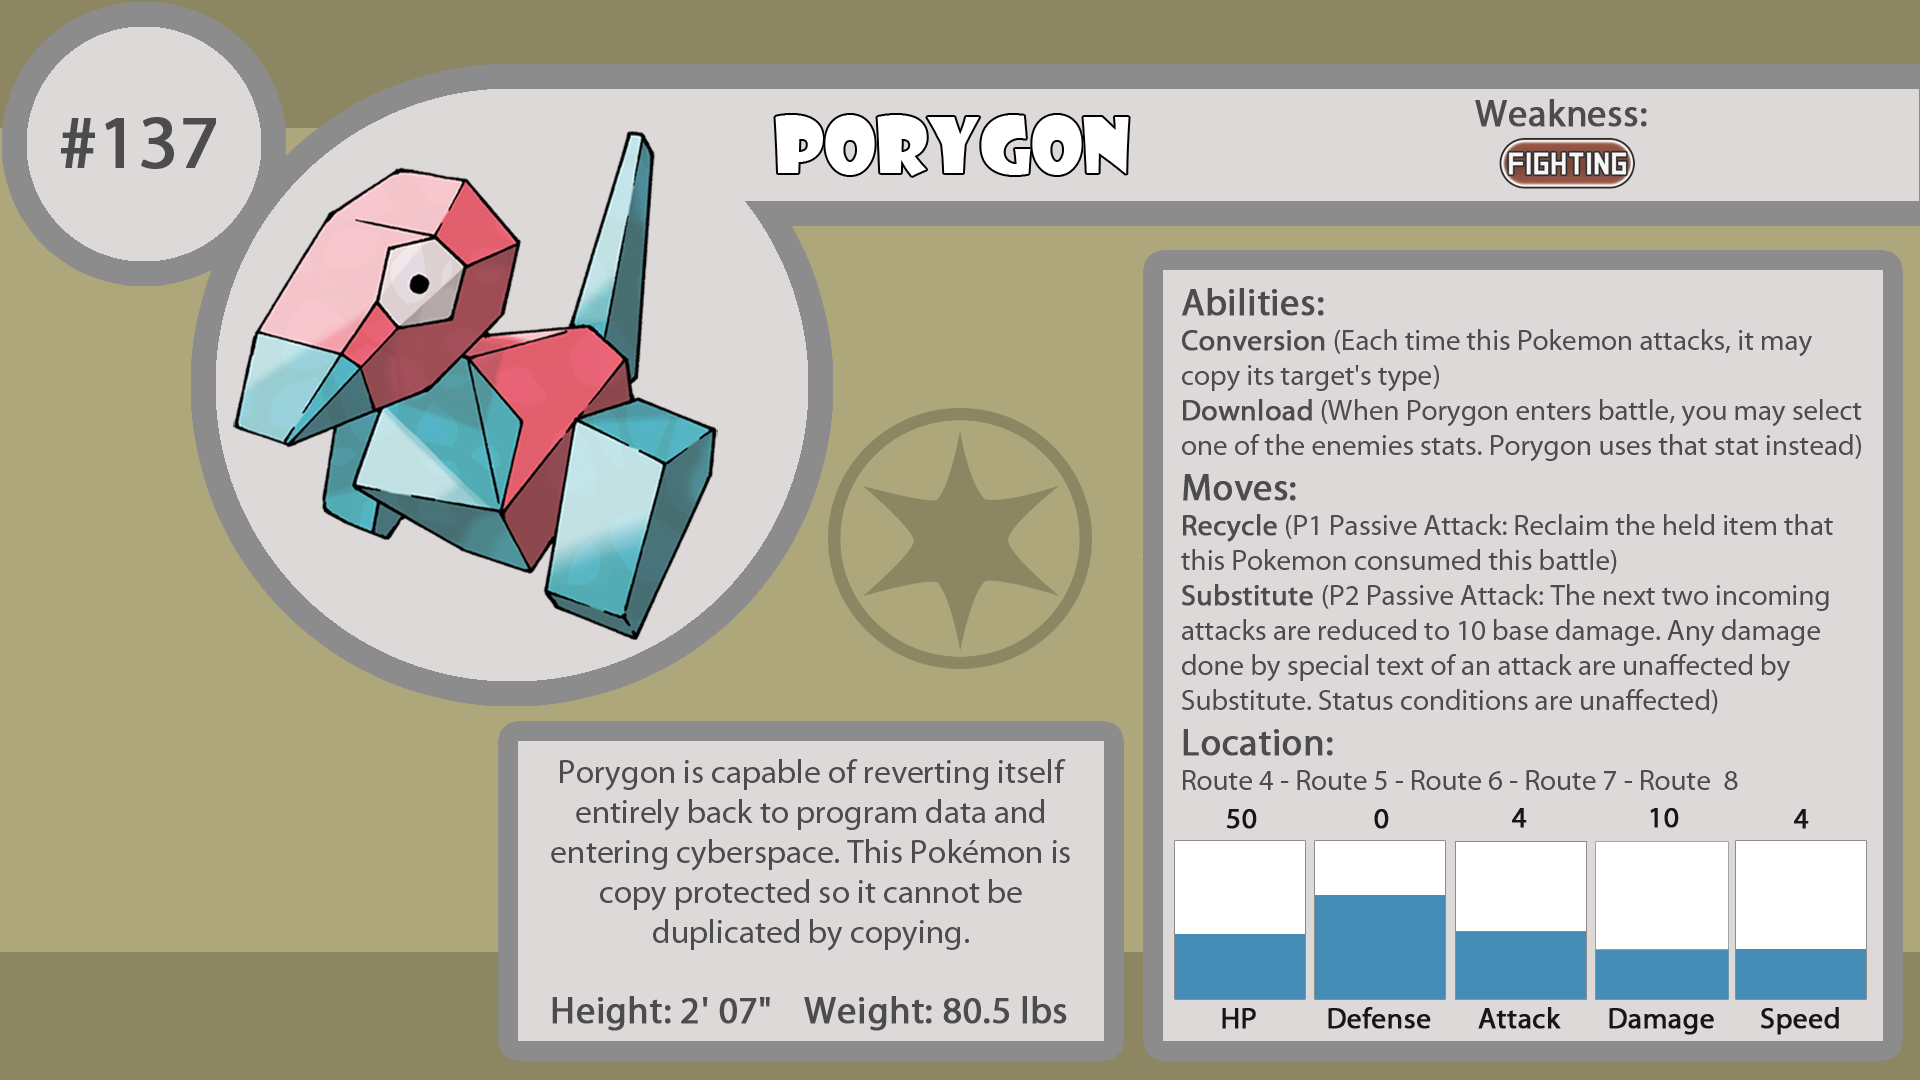 #137
PORYGON
Weakness:
FIGHTING
Abilities:
Conversion (Each time this Pokemon attacks, it may
copy its target's type)
Download (When Porygon enters battle, you may select
one of the enemies stats. Porygon uses that stat instead)
Moves:
Recycle (P1 Passive Attack: Reclaim the held item that
this Pokemon consumed this battle)
Substitute (P2 Passive Attack: The next two incoming
attacks are reduced to 10 base damage. Any damage
done by special text of an attack are unaffected by
Substitute. Status conditions are unaffected)
Location:
Route 4 - Route 5 - Route 6 - Route 7 - Route  8
50 0 4 10 4
HP Defense Attack Damage Speed
Porygon is capable of reverting itself
entirely back to program data and
entering cyberspace. This Pokémon is
copy protected so it cannot be
duplicated by copying.
Height: 2' 07" Weight: 80.5 lbs